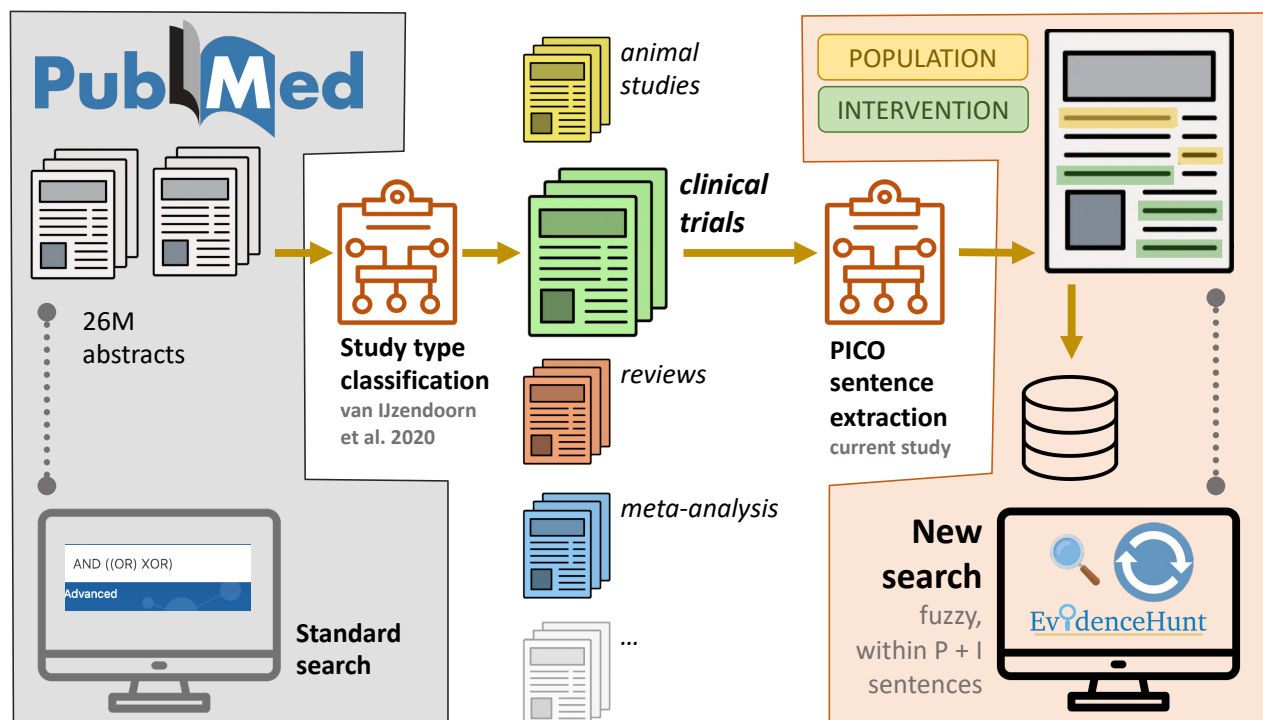 PubMed
26M
abstracts
AND ((OR) XOR)
Advanced
Standard
search
Study type
classification
van IJzendoorn
et al. 2020
animal
studies
clinical
trials
reviews
meta-analysis
...
PICO
sentence
extraction
current study
POPULATION
INTERVENTION
New
search
fuzzy,
within P + I
sentences
EvidenceHunt